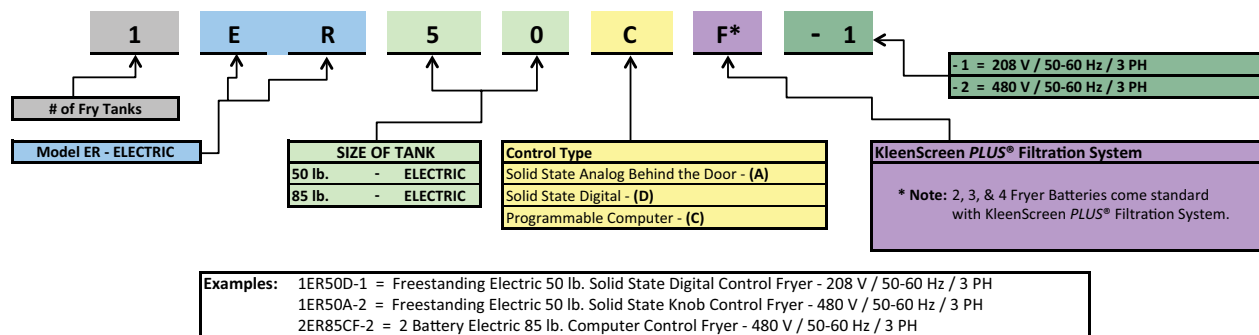 1 E R 5 0 C F* - 1
- 1 = 208 V / 50-60 Hz / 3 PH
- 2 = 480 V / 50-60 Hz / 3 PH
# of Fry Tanks
Model ER - ELECTRIC
SIZE OF TANK
50 lb. - ELECTRIC
85 lb. - ELECTRIC
Control Type
Solid State Analog Behind the Door - (A)
Solid State Digital - (D)
Programmable Computer - (C)
KleenScreen PLUS® Filtration System
* Note: 2, 3, & 4 Fryer Batteries come standard
with KleenScreen PLUS® Filtration System.
Examples: 1ER50D-1 = Freestanding Electric 50 lb. Solid State Digital Control Fryer - 208 V / 50-60 Hz / 3 PH
1ER50A-2 = Freestanding Electric 50 lb. Solid State Knob Control Fryer - 480 V / 50-60 Hz / 3 PH
2ER85CF-2 = 2 Battery Electric 85 lb. Computer Control Fryer - 480 V / 50-60 Hz / 3 PH